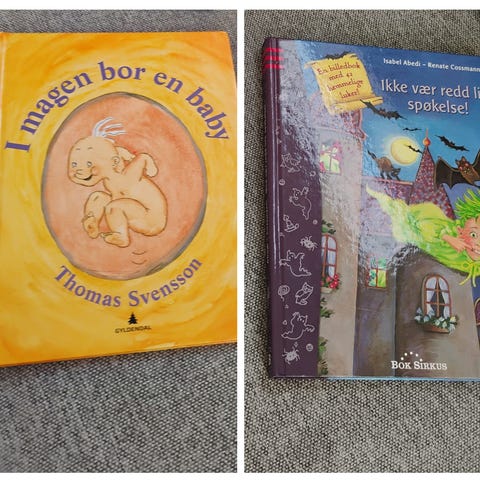 I magen bor en baby
Thomas Svensson
GYLDENDAL
Isabel Abedi – Renate Cossmann
En billedbok
med 42
hemmelige
luker!
Ikke vær redd li
spøkelse!
BOK SIRKUS